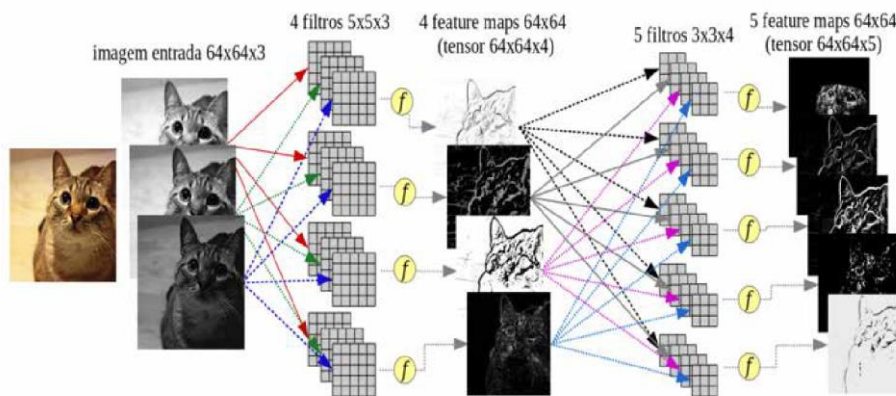 imagem entrada 64x64x3
4 filtros 5x5x3
4 feature maps 64x64
(tensor 64x64x4)
5 filtros 3x3x4
5 feature maps 64x64
(tensor 64x64x5)
f
f
f
f
f
f
f
f
f